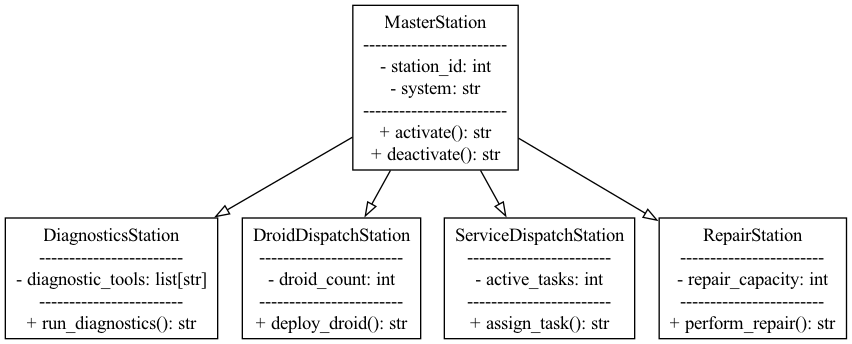 MasterStation
--------------------------
- station_id: int
- system: str
--------------------------
+ activate(): str
+ deactivate(): str
DiagnosticsStation
--------------------------
- diagnostic_tools: list[str]
--------------------------
+ run_diagnostics(): str
DroidDispatchStation
--------------------------
- droid_count: int
--------------------------
+ deploy_droid(): str
ServiceDispatchStation
--------------------------
- active_tasks: int
--------------------------
+ assign_task(): str
RepairStation
--------------------------
- repair_capacity: int
--------------------------
+ perform_repair(): str